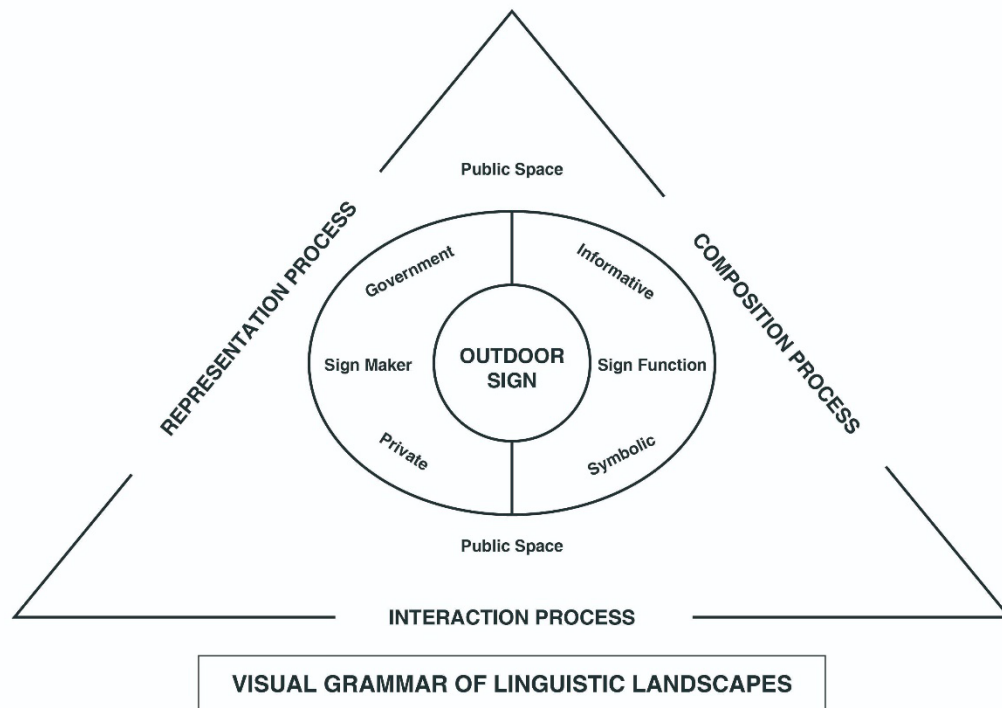 Public Space
REPRESENTATION PROCESS
COMPOSITION PROCESS
Government
Informative
Sign Maker
OUTDOOR
SIGN
Sign Function
Private
Symbolic
Public Space
INTERACTION PROCESS
VISUAL GRAMMAR OF LINGUISTIC LANDSCAPES